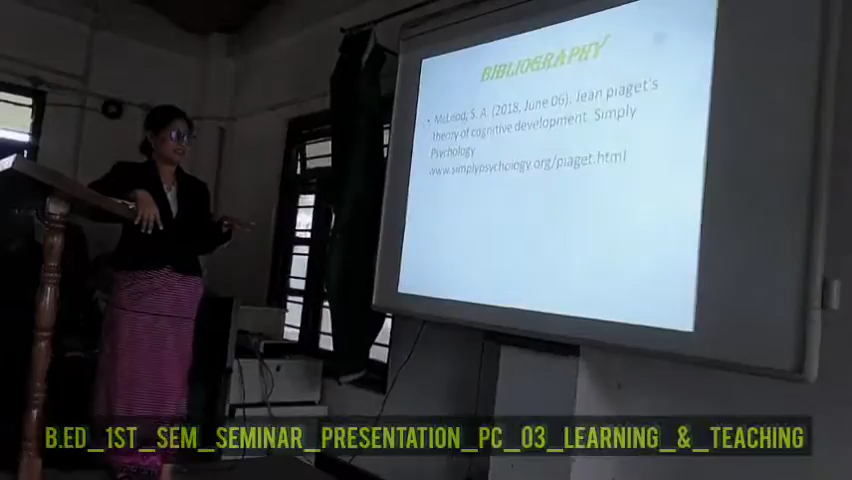 BIBLIOGRAPHY
• McLeod, S. A. (2018, June 06). Jean piaget's
theory of cognitive development. Simply
Psychology
www.simplypsychology.org/piaget.html
B.ED_1ST_SEM_SEMINAR_PRESENTATION_PC_03_LEARNING_&_TEACHING